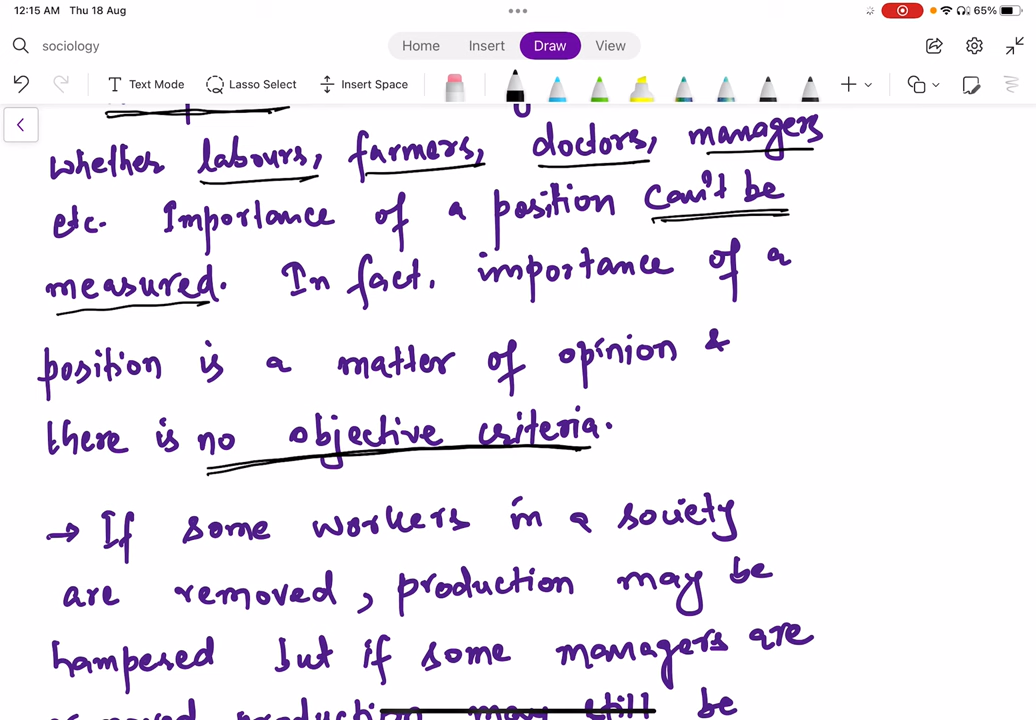 12:15 AM Thu 18 Aug
65%
sociology
Home Insert Draw View
Text Mode Lasso Select Insert Space
whether labours, farmers, doctors, managers
etc. Importance of a position can't be
measured. In fact, importance of a
position is a matter of opinion &
there is no objective criteria.
→ If some workers in a society
are removed, production may be
hampered but if some managers are
production may still be